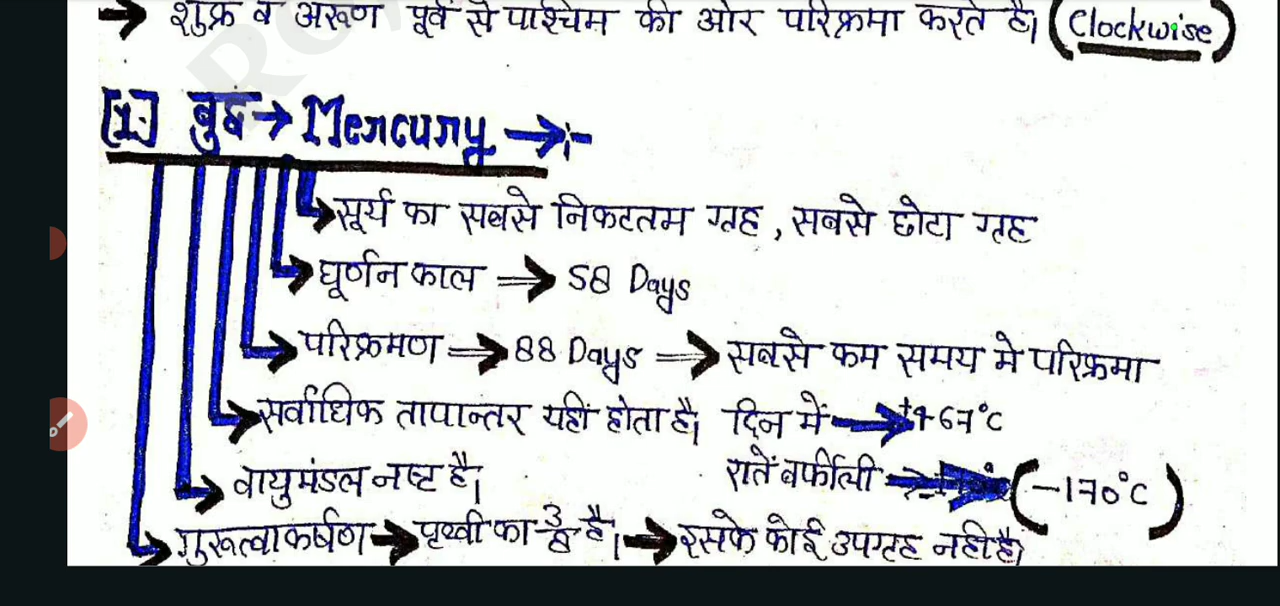 → शुक्र व अरूण पूर्व से पश्चिम की ओर परिक्रमा करते है। (Clockwise)
[1.] बुध → Mercury →
→ सूर्य का सबसे निकटतम ग्रह, सबसे छोटा ग्रह
→ घूर्णन काल ⇒ 58 Days
→ परिक्रमण ⇒ 88 Days ⇒ सबसे कम समय मे परिक्रमा
→ सर्वाधिक तापान्तर यहीं होता है। दिन में →
→ वायुमंडल नष्ट है। रातें बर्फीली → (-170°C)
→ गुरूत्वाकर्षण → पृथ्वी का 3/8 है। → इसके कोई उपग्रह नही है।